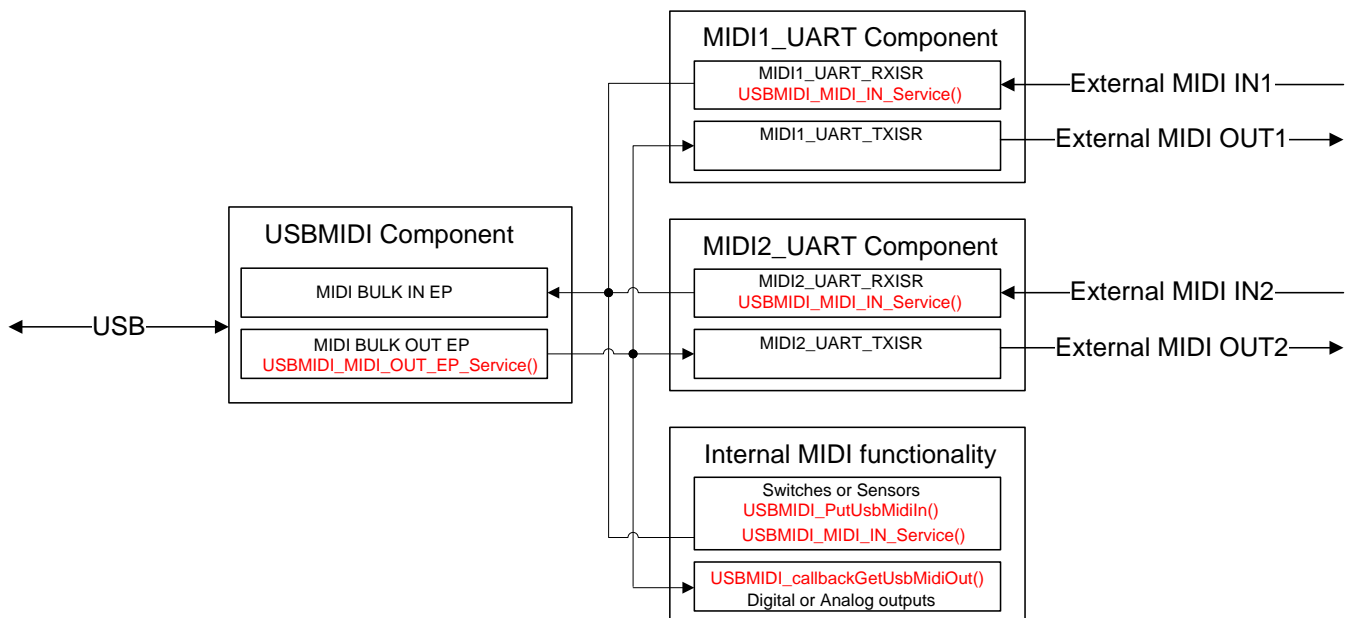 MIDI1_UART Component
MIDI1_UART_RXISR
USBMIDI_MIDI_IN_Service()
External MIDI IN1
MIDI1_UART_TXISR
External MIDI OUT1
USBMIDI Component
MIDI BULK IN EP
MIDI BULK OUT EP
USBMIDI_MIDI_OUT_EP_Service()
USB
MIDI2_UART Component
MIDI2_UART_RXISR
USBMIDI_MIDI_IN_Service()
External MIDI IN2
MIDI2_UART_TXISR
External MIDI OUT2
Internal MIDI functionality
Switches or Sensors
USBMIDI_PutUsbMidiIn()
USBMIDI_MIDI_IN_Service()
USBMIDI_callbackGetUsbMidiOut()
Digital or Analog outputs